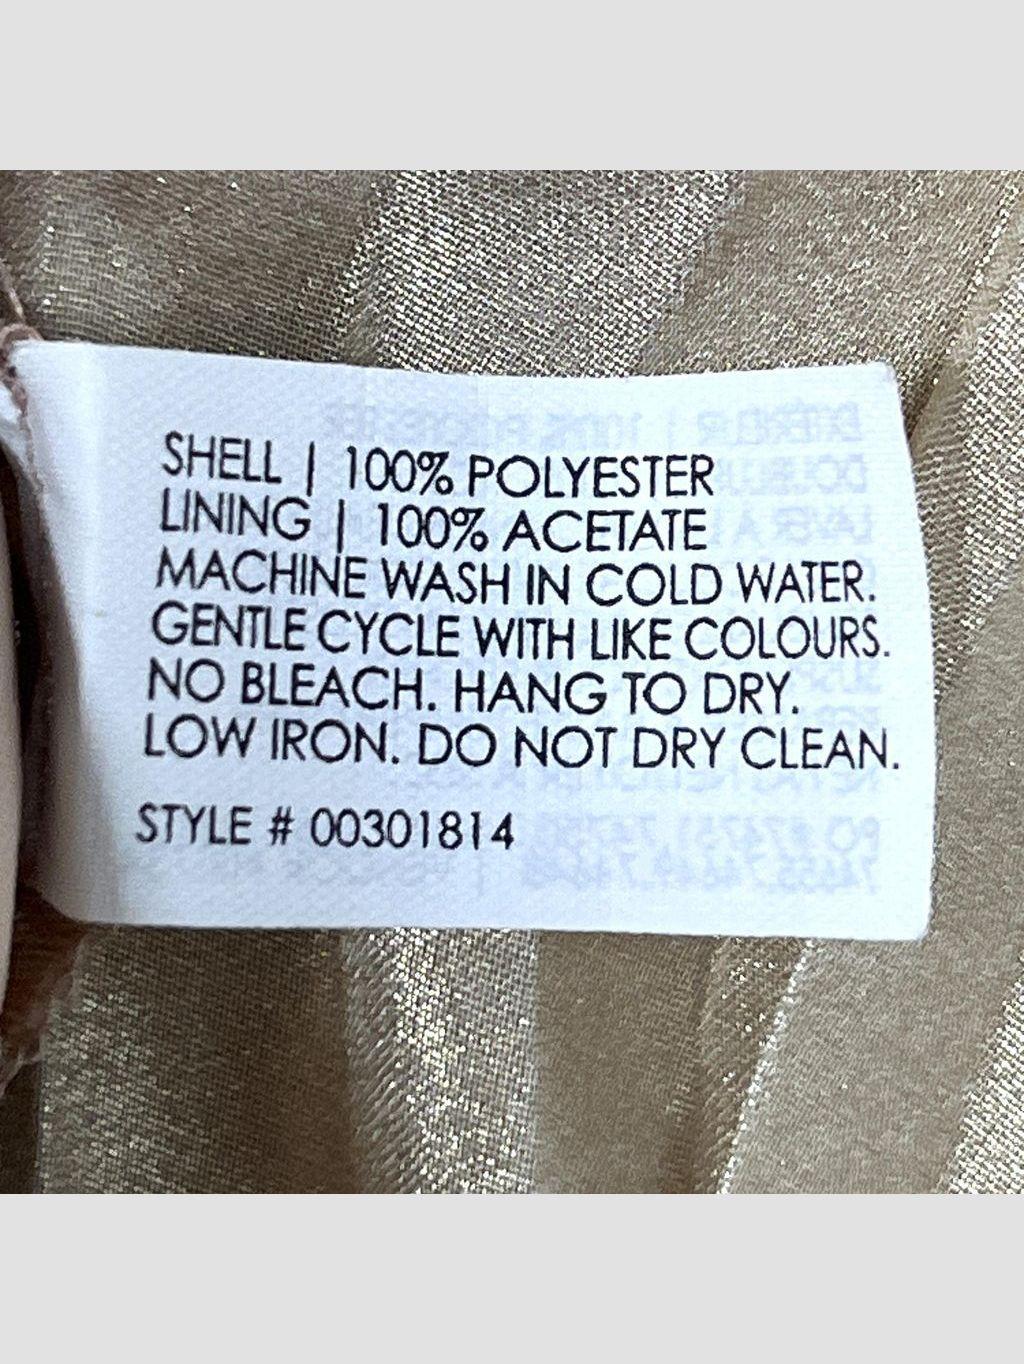 SHELL | 100% POLYESTER
LINING | 100% ACETATE
MACHINE WASH IN COLD WATER.
GENTLE CYCLE WITH LIKE COLOURS.
NO BLEACH. HANG TO DRY.
LOW IRON. DO NOT DRY CLEAN.
STYLE # 00301814